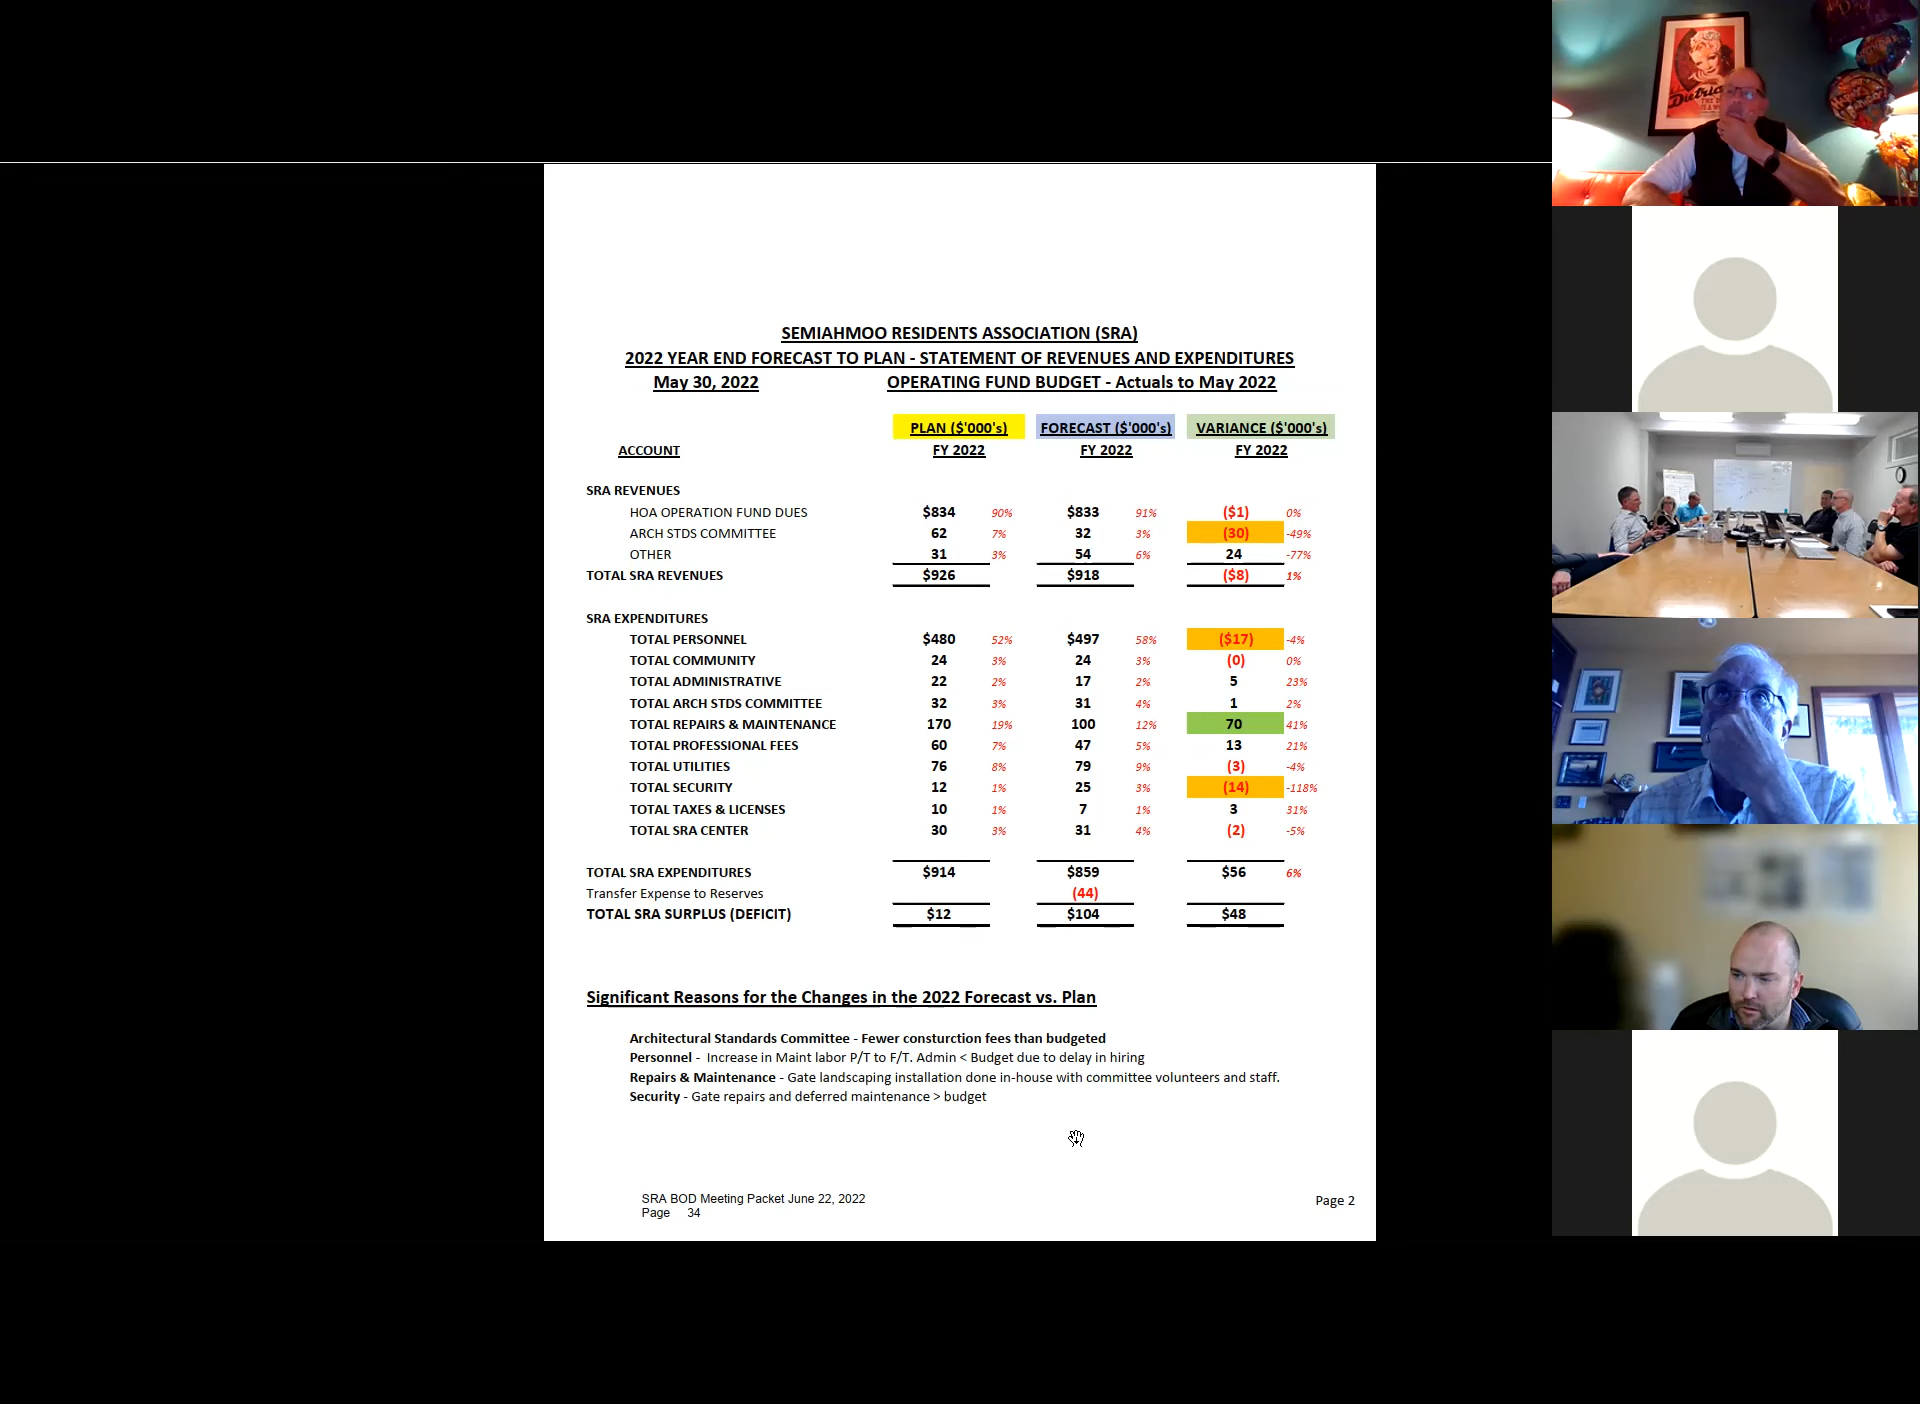 SEMIAHMOO RESIDENTS ASSOCIATION (SRA)
2022 YEAR END FORECAST TO PLAN - STATEMENT OF REVENUES AND EXPENDITURES
May 30, 2022 OPERATING FUND BUDGET - Actuals to May 2022
PLAN ($'000's) FORECAST ($'000's) VARIANCE ($'000's)
ACCOUNT FY 2022 FY 2022 FY 2022
SRA REVENUES
HOA OPERATION FUND DUES $834 90% $833 91% ($1) 0%
ARCH STDS COMMITTEE 62 7% 32 3% (30) -49%
OTHER 31 3% 54 6% 24 -77%
TOTAL SRA REVENUES $926 $918 ($8) 1%
SRA EXPENDITURES
TOTAL PERSONNEL $480 52% $497 58% ($17) -4%
TOTAL COMMUNITY 24 3% 24 3% (0) 0%
TOTAL ADMINISTRATIVE 22 2% 17 2% 5 23%
TOTAL ARCH STDS COMMITTEE 32 3% 31 4% 1 2%
TOTAL REPAIRS & MAINTENANCE 170 19% 100 12% 70 41%
TOTAL PROFESSIONAL FEES 60 7% 47 5% 13 21%
TOTAL UTILITIES 76 8% 79 9% (3) -4%
TOTAL SECURITY 12 1% 25 3% (14) -118%
TOTAL TAXES & LICENSES 10 1% 7 1% 3 31%
TOTAL SRA CENTER 30 3% 31 4% (2) -5%
TOTAL SRA EXPENDITURES $914 $859 $56 6%
Transfer Expense to Reserves (44)
TOTAL SRA SURPLUS (DEFICIT) $12 $104 $48
Significant Reasons for the Changes in the 2022 Forecast vs. Plan
Architectural Standards Committee - Fewer consturction fees than budgeted
Personnel - Increase in Maint labor P/T to F/T. Admin < Budget due to delay in hiring
Repairs & Maintenance - Gate landscaping installation done in-house with committee volunteers and staff.
Security - Gate repairs and deferred maintenance > budget
SRA BOD Meeting Packet June 22, 2022
Page 34
Page 2
Dietric